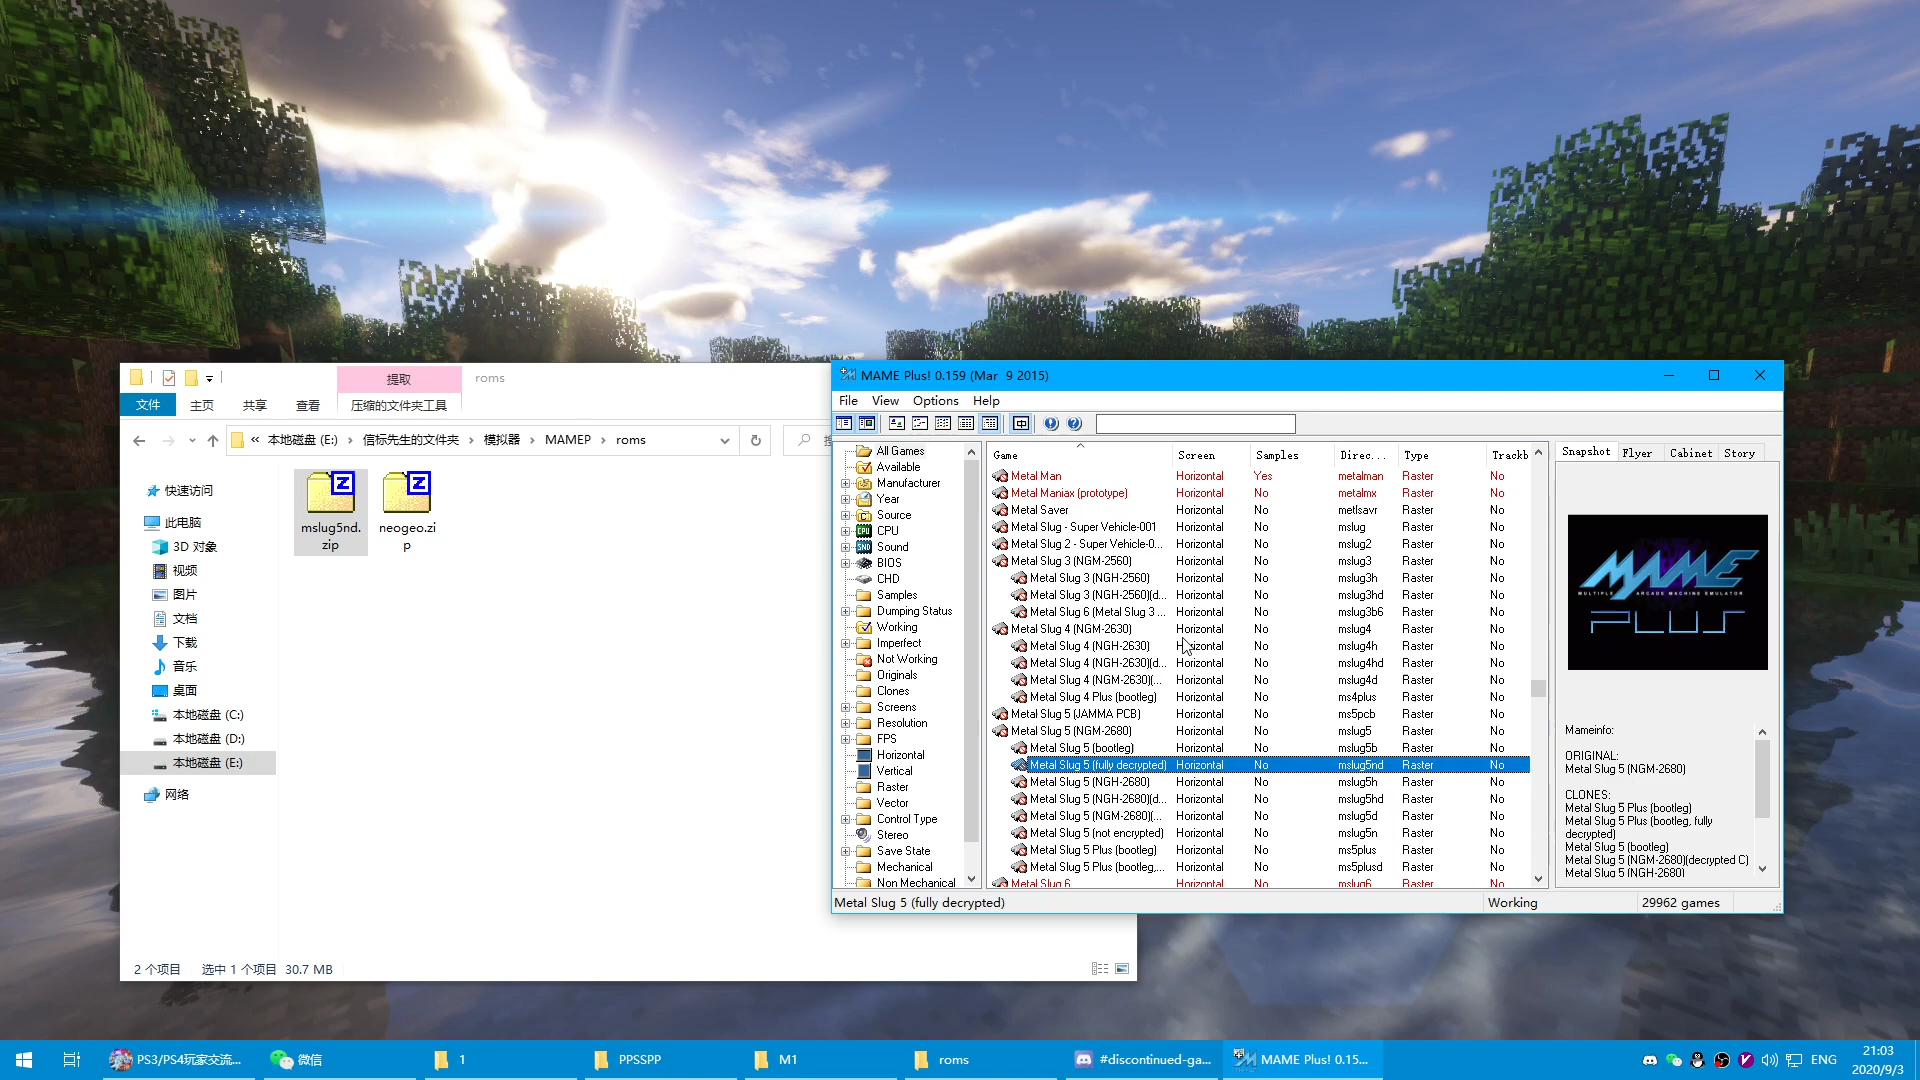 提取
roms
文件
主页
共享
查看
压缩的文件夹工具
« 本地磁盘 (E:) › 信标先生的文件夹 › 模拟器 › MAMEP › roms
快速访问
此电脑
3D 对象
视频
图片
文档
下载
音乐
桌面
本地磁盘 (C:)
本地磁盘 (D:)
本地磁盘 (E:)
网络
mslug5nd.
zip
neogeo.zi
p
2 个项目 选中 1 个项目 30.7 MB
MAME Plus! 0.159 (Mar 9 2015)
File View Options Help
All Games
Available
Manufacturer
Year
Source
CPU
Sound
BIOS
CHD
Samples
Dumping Status
Working
Imperfect
Not Working
Originals
Clones
Screens
Resolution
FPS
Horizontal
Vertical
Raster
Vector
Control Type
Stereo
Save State
Mechanical
Non Mechanical
Game Screen Samples Direc... Type Trackb
Metal Man Horizontal Yes metalman Raster No
Metal Maniax (prototype) Horizontal No metalmx Raster No
Metal Saver Horizontal No metlsavr Raster No
Metal Slug - Super Vehicle-001 Horizontal No mslug Raster No
Metal Slug 2 - Super Vehicle-0... Horizontal No mslug2 Raster No
Metal Slug 3 (NGM-2560) Horizontal No mslug3 Raster No
Metal Slug 3 (NGH-2560) Horizontal No mslug3h Raster No
Metal Slug 3 (NGH-2560)(d... Horizontal No mslug3hd Raster No
Metal Slug 6 (Metal Slug 3 ... Horizontal No mslug3b6 Raster No
Metal Slug 4 (NGM-2630) Horizontal No mslug4 Raster No
Metal Slug 4 (NGH-2630) Horizontal No mslug4h Raster No
Metal Slug 4 (NGH-2630)(d... Horizontal No mslug4hd Raster No
Metal Slug 4 (NGM-2630)(... Horizontal No mslug4d Raster No
Metal Slug 4 Plus (bootleg) Horizontal No ms4plus Raster No
Metal Slug 5 (JAMMA PCB) Horizontal No ms5pcb Raster No
Metal Slug 5 (NGM-2680) Horizontal No mslug5 Raster No
Metal Slug 5 (bootleg) Horizontal No mslug5b Raster No
Metal Slug 5 (fully decrypted) Horizontal No mslug5nd Raster No
Metal Slug 5 (NGH-2680) Horizontal No mslug5h Raster No
Metal Slug 5 (NGH-2680)(d... Horizontal No mslug5hd Raster No
Metal Slug 5 (NGM-2680)(... Horizontal No mslug5d Raster No
Metal Slug 5 (not encrypted) Horizontal No mslug5n Raster No
Metal Slug 5 Plus (bootleg) Horizontal No ms5plus Raster No
Metal Slug 5 Plus (bootleg,... Horizontal No ms5plusd Raster No
Metal Slug 6 Horizontal No mslug6 Raster No
Snapshot Flyer Cabinet Story
MAME
MULTIPLE ARCADE MACHINE EMULATOR
PLUS
Mameinfo:
ORIGINAL:
Metal Slug 5 (NGM-2680)
CLONES:
Metal Slug 5 Plus (bootleg)
Metal Slug 5 Plus (bootleg, fully
decrypted)
Metal Slug 5 (bootleg)
Metal Slug 5 (NGM-2680)(decrypted C)
Metal Slug 5 (NGH-2680)
Metal Slug 5 (fully decrypted) Working 29962 games
PS3/PS4玩家交流...
微信
1
PPSSPP
M1
roms
#discontinued-ga...
MAME Plus! 0.15...
ENG
21:03
2020/9/3